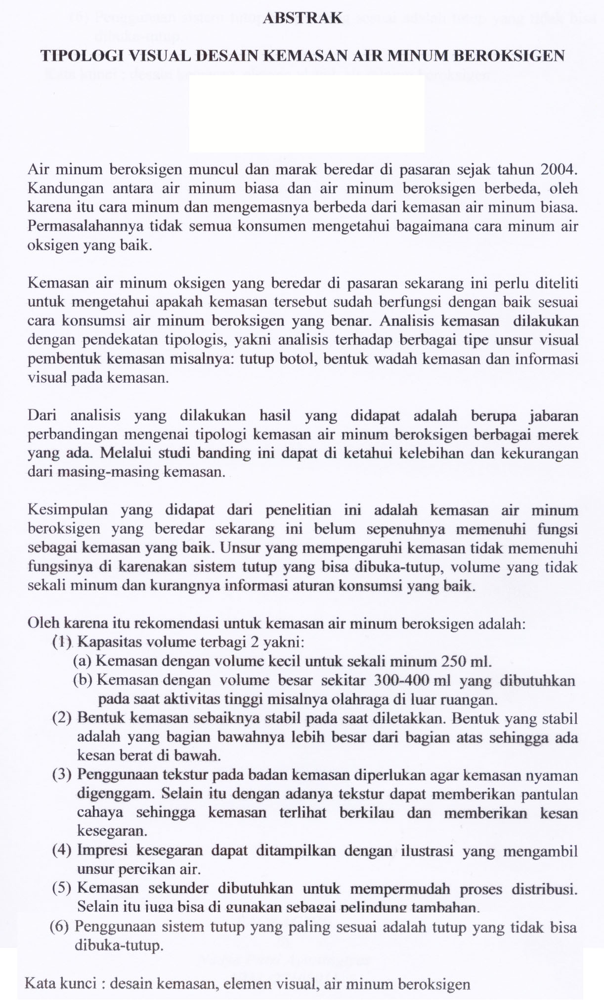 ABSTRAK
TIPOLOGI VISUAL DESAIN KEMASAN AIR MINUM BEROKSIGEN
Air minum beroksigen muncul dan marak beredar di pasaran sejak tahun 2004.
Kandungan antara air minum biasa dan air minum beroksigen berbeda, oleh
karena itu cara minum dan mengemasnya berbeda dari kemasan air minum biasa.
Permasalahannya tidak semua konsumen mengetahui bagaimana cara minum air
oksigen yang baik.
Kemasan air minum oksigen yang beredar di pasaran sekarang ini perlu diteliti
untuk mengetahui apakah kemasan tersebut sudah berfungsi dengan baik sesuai
cara konsumsi air minum beroksigen yang benar. Analisis kemasan dilakukan
dengan pendekatan tipologis, yakni analisis terhadap berbagai tipe unsur visual
pembentuk kemasan misalnya: tutup botol, bentuk wadah kemasan dan informasi
visual pada kemasan.
Dari analisis yang dilakukan hasil yang didapat adalah berupa jabaran
perbandingan mengenai tipologi kemasan air minum beroksigen berbagai merek
yang ada. Melalui studi banding ini dapat di ketahui kelebihan dan kekurangan
dari masing-masing kemasan.
Kesimpulan yang didapat dari penelitian ini adalah kemasan air minum
beroksigen yang beredar sekarang ini belum sepenuhnya memenuhi fungsi
sebagai kemasan yang baik. Unsur yang mempengaruhi kemasan tidak memenuhi
fungsinya di karenakan sistem tutup yang bisa dibuka-tutup, volume yang tidak
sekali minum dan kurangnya informasi aturan konsumsi yang baik.
Oleh karena itu rekomendasi untuk kemasan air minum beroksigen adalah:
(1) Kapasitas volume terbagi 2 yakni:
(a) Kemasan dengan volume kecil untuk sekali minum 250 ml.
(b) Kemasan dengan volume besar sekitar 300-400 ml yang dibutuhkan
pada saat aktivitas tinggi misalnya olahraga di luar ruangan.
(2) Bentuk kemasan sebaiknya stabil pada saat diletakkan. Bentuk yang stabil
adalah yang bagian bawahnya lebih besar dari bagian atas sehingga ada
kesan berat di bawah.
(3) Penggunaan tekstur pada badan kemasan diperlukan agar kemasan nyaman
digenggam. Selain itu dengan adanya tekstur dapat memberikan pantulan
cahaya sehingga kemasan terlihat berkilau dan memberikan kesan
kesegaran.
(4) Impresi kesegaran dapat ditampilkan dengan ilustrasi yang mengambil
unsur percikan air.
(5) Kemasan sekunder dibutuhkan untuk mempermudah proses distribusi.
Selain itu juga bisa di gunakan sebagai pelindung tambahan.
(6) Penggunaan sistem tutup yang paling sesuai adalah tutup yang tidak bisa
dibuka-tutup.
Kata kunci : desain kemasan, elemen visual, air minum beroksigen